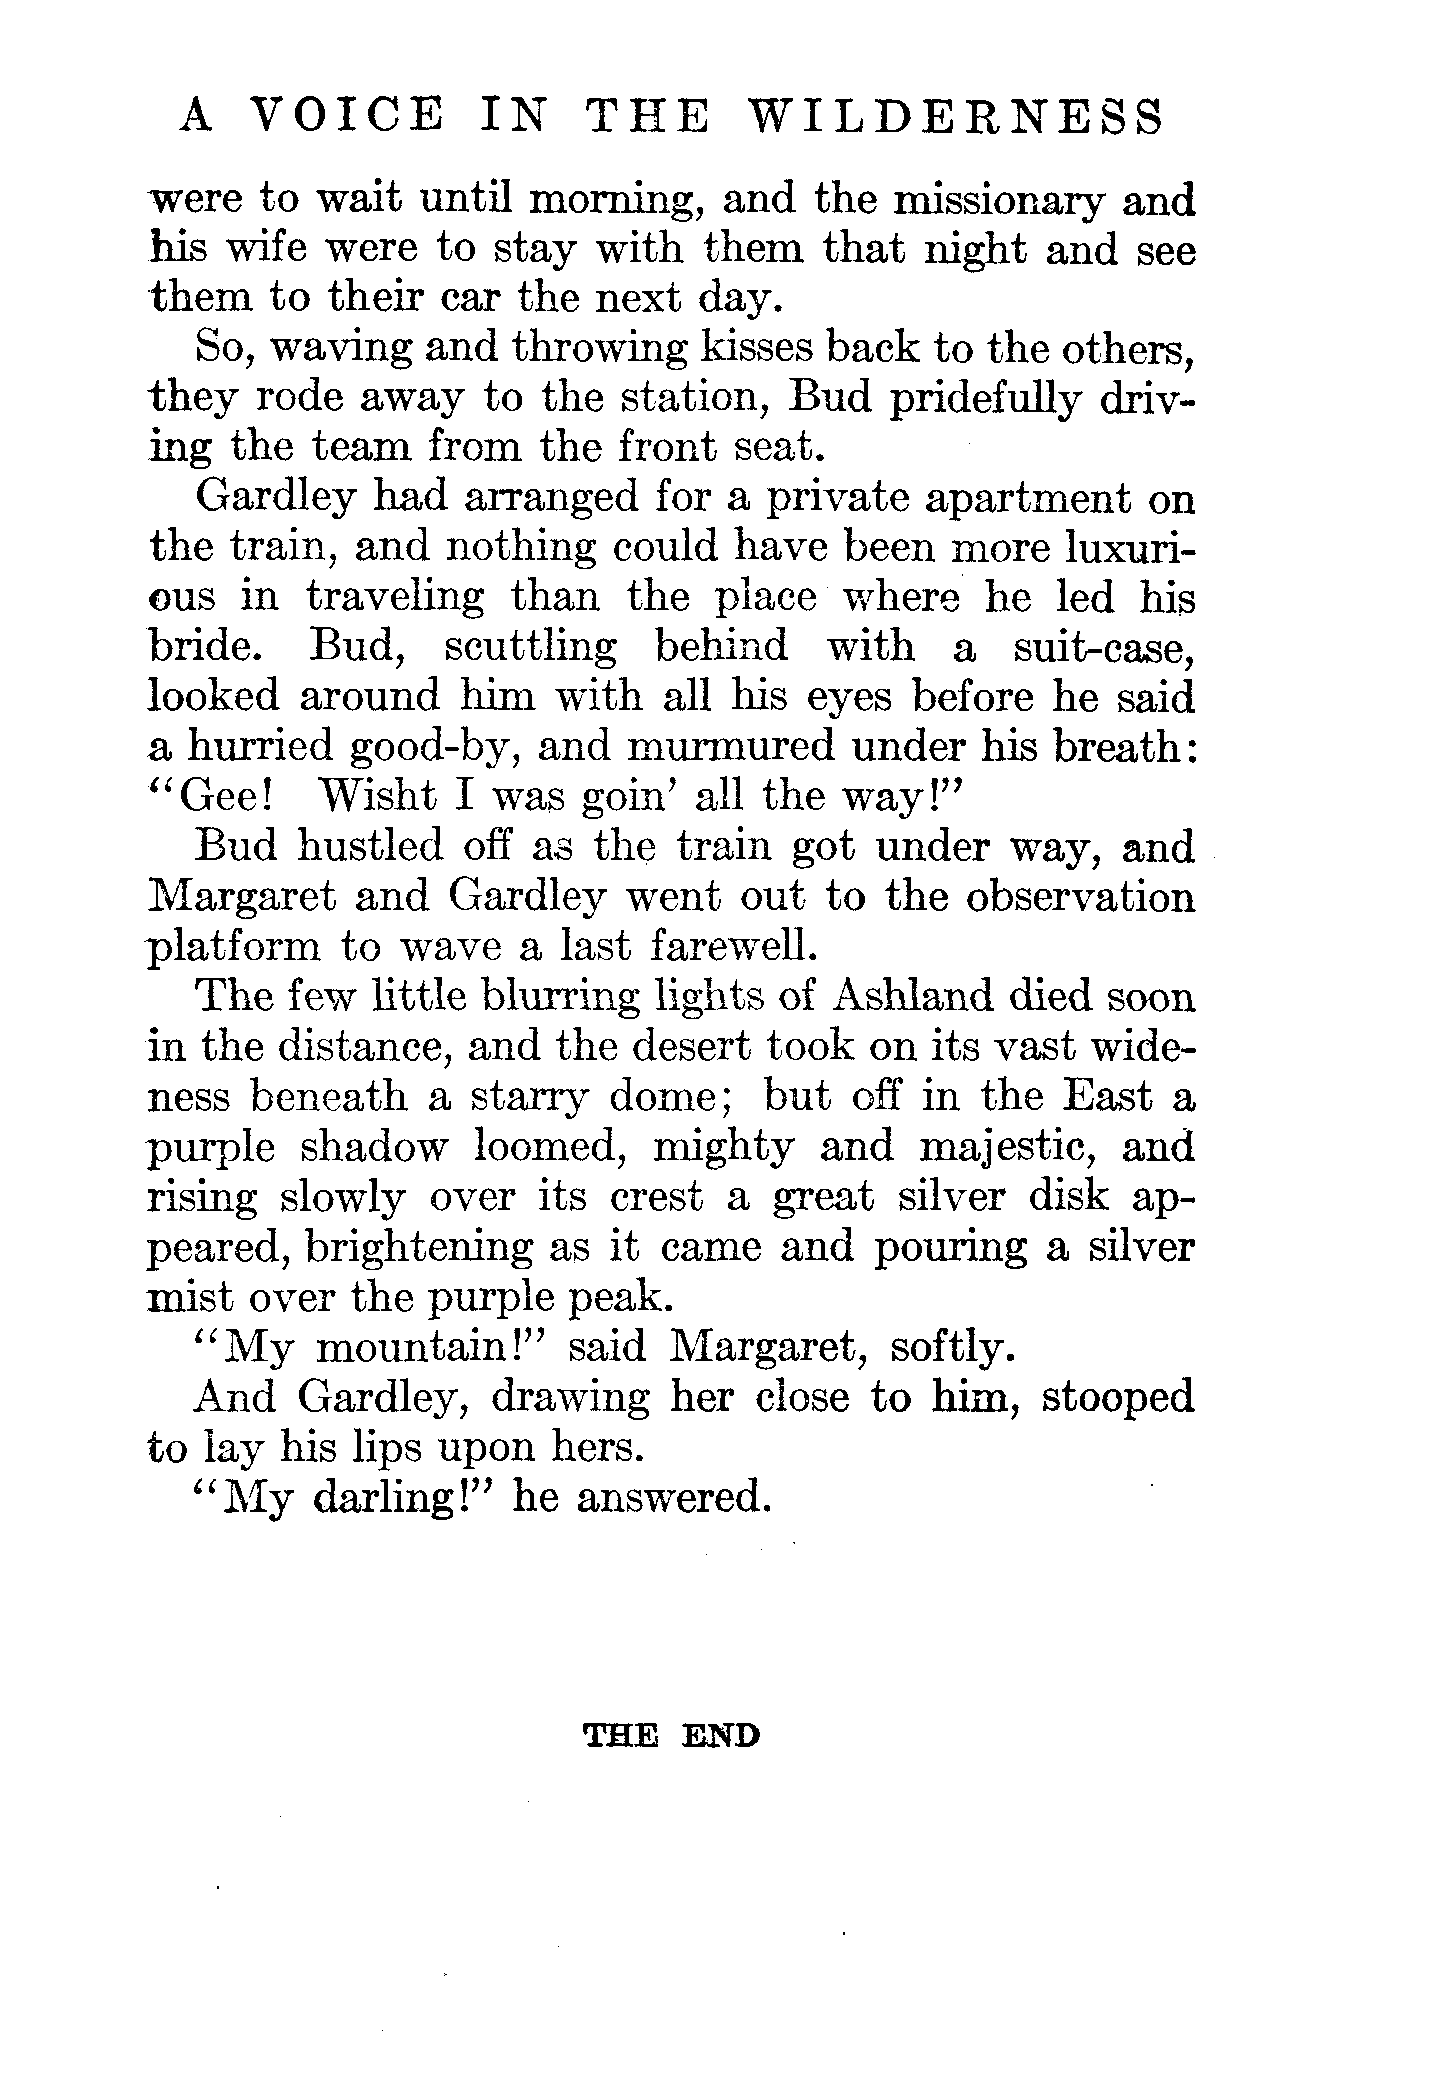 A VOICE IN THE WILDERNESS
were to wait until morning, and the missionary and
his wife were to stay with them that night and see
them to their car the next day.
So, waving and throwing kisses back to the others,
they rode away to the station, Bud pridefully driv-
ing the team from the front seat.
Gardley had arranged for a private apartment on
the train, and nothing could have been more luxuri-
ous in traveling than the place where he led his
bride. Bud, scuttling behind with a suit-case,
looked around him with all his eyes before he said
a hurried good-by, and murmured under his breath:
“Gee! Wisht I was goin’ all the way!”
Bud hustled off as the train got under way, and
Margaret and Gardley went out to the observation
platform to wave a last farewell.
The few little blurring lights of Ashland died soon
in the distance, and the desert took on its vast wide-
ness beneath a starry dome; but off in the East a
purple shadow loomed, mighty and majestic, and
rising slowly over its crest a great silver disk ap-
peared, brightening as it came and pouring a silver
mist over the purple peak.
“My mountain!” said Margaret, softly.
And Gardley, drawing her close to him, stooped
to lay his lips upon hers.
“My darling!” he answered.
THE END